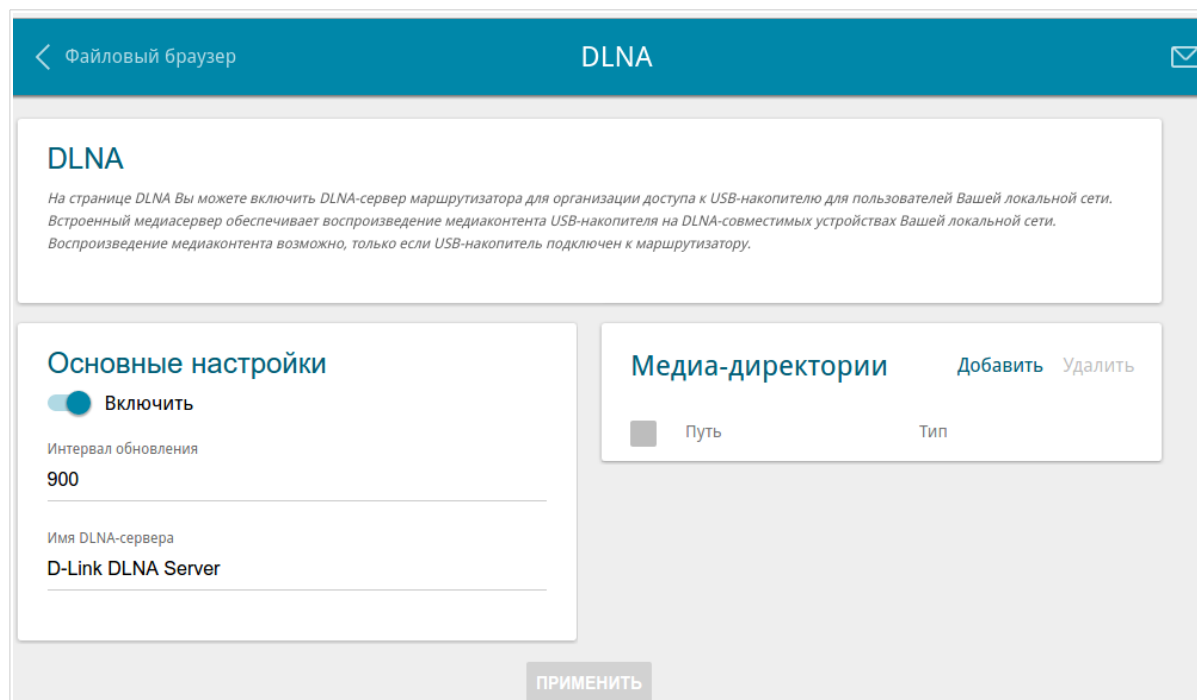 Файловый браузер
DLNA
DLNA
На странице DLNA Вы можете включить DLNA-сервер маршрутизатора для организации доступа к USB-накопителю для пользователей Вашей локальной сети.
Встроенный медиасервер обеспечивает воспроизведение медиаконтента USB-накопителя на DLNA-совместимых устройствах Вашей локальной сети.
Воспроизведение медиаконтента возможно, только если USB-накопитель подключен к маршрутизатору.
Основные настройки
Включить
Интервал обновления
900
Имя DLNA-сервера
D-Link DLNA Server
Медиа-директории Добавить Удалить
Путь Тип
ПРИМЕНИТЬ